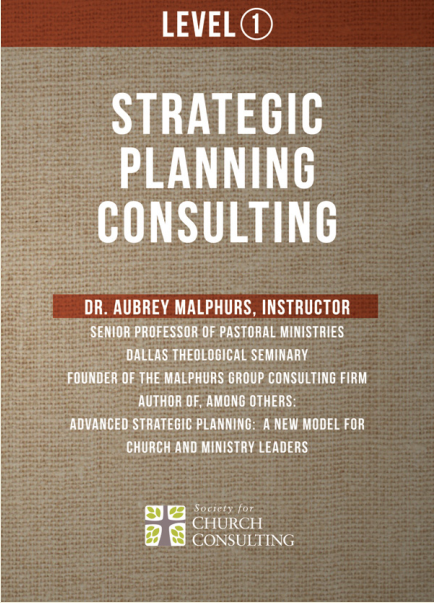 LEVEL 1
STRATEGIC
PLANNING
CONSULTING
DR. AUBREY MALPHURS, INSTRUCTOR
SENIOR PROFESSOR OF PASTORAL MINISTRIES
DALLAS THEOLOGICAL SEMINARY
FOUNDER OF THE MALPHURS GROUP CONSULTING FIRM
AUTHOR OF, AMONG OTHERS:
ADVANCED STRATEGIC PLANNING: A NEW MODEL FOR
CHURCH AND MINISTRY LEADERS
Society for
CHURCH
CONSULTING